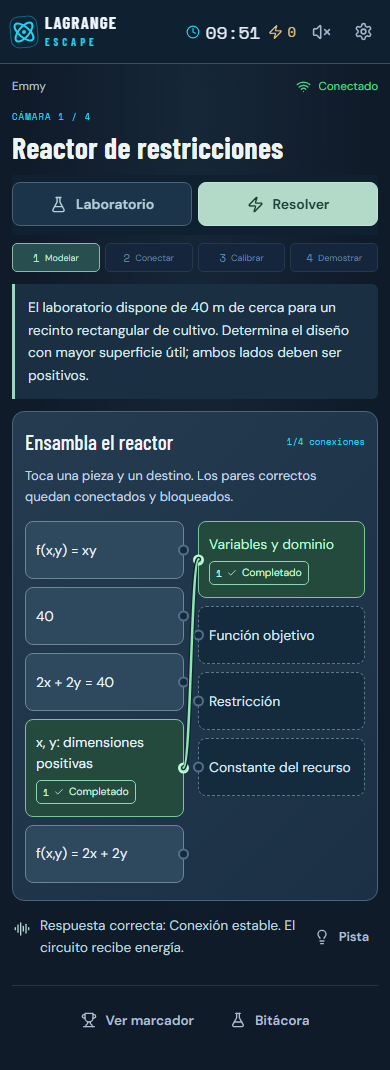 LAGRANGE
ESCAPE
09:51
0
Emmy
Conectado
CÁMARA 1 / 4
Reactor de restricciones
Laboratorio
Resolver
1 Modelar
2 Conectar
3 Calibrar
4 Demostrar
El laboratorio dispone de 40 m de cerca para un
recinto rectangular de cultivo. Determina el diseño
con mayor superficie útil; ambos lados deben ser
positivos.
Ensambla el reactor
1/4 conexiones
Toca una pieza y un destino. Los pares correctos
quedan conectados y bloqueados.
f(x,y) = xy
40
2x + 2y = 40
x, y: dimensiones
positivas
1 ✓ Completado
f(x,y) = 2x + 2y
Variables y dominio
1 ✓ Completado
Función objetivo
Restricción
Constante del recurso
Respuesta correcta: Conexión estable. El
circuito recibe energía.
Pista
Ver marcador
Bitácora